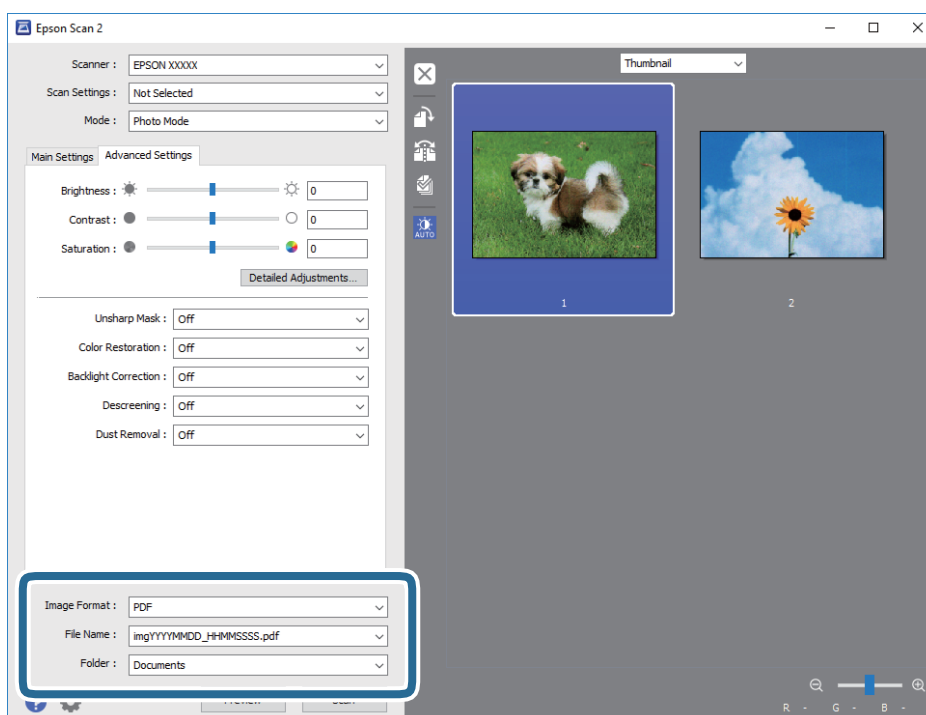 Epson Scan 2
Scanner : EPSON XXXXX
Scan Settings : Not Selected
Mode : Photo Mode
Main Settings Advanced Settings
Brightness : 0
Contrast : 0
Saturation : 0
Detailed Adjustments...
Unsharp Mask : Off
Color Restoration : Off
Backlight Correction : Off
Descreening : Off
Dust Removal : Off
Image Format : PDF
File Name : imgYYYYMMDD_HHMMSSSS.pdf
Folder : Documents
Preview Scan
Thumbnail
AUTO
1 2
R - G - B -